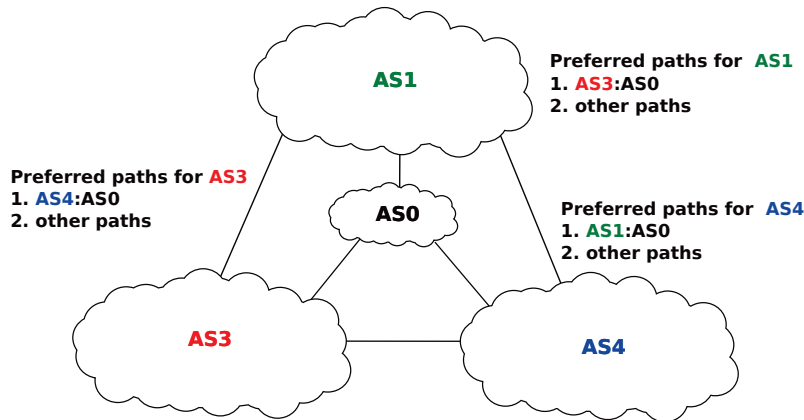 AS1
Preferred paths for AS1
1. AS3:AS0
2. other paths
Preferred paths for AS3
1. AS4:AS0
2. other paths
AS0
Preferred paths for AS4
1. AS1:AS0
2. other paths
AS3
AS4